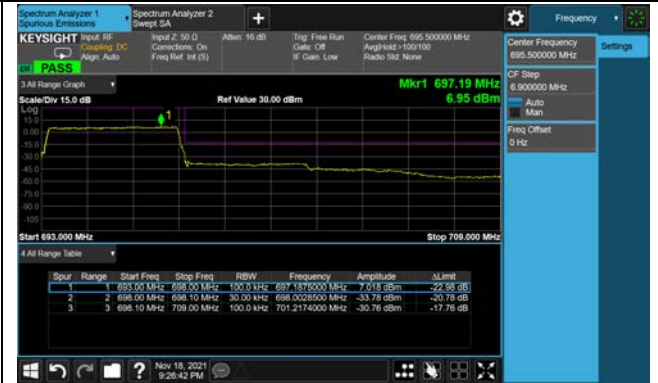 Spectrum Analyzer 1
Spurious Emissions
Spectrum Analyzer 2
Swept SA
Frequency
KEYSIGHT
Input: RF
Coupling: DC
Align: Auto
Input Z: 50 Ω
Corrections: On
Freq Ref: Int (S)
Atten: 16 dB
Trig: Free Run
Gate: Off
IF Gain: Low
Center Freq: 695.500000 MHz
Avg|Hold:>100/100
Radio Std: None
PASS
Center Frequency
695.500000 MHz
Settings
CF Step
6.900000 MHz
Auto
Man
Freq Offset
0 Hz
3 All Range Graph
Mkr1 697.19 MHz
6.95 dBm
Scale/Div 15.0 dB
Ref Value 30.00 dBm
Log
15.0
0.00
-15.0
-30.0
-45.0
-60.0
-75.0
-90.0
-105
1
Start 693.000 MHz
Stop 709.000 MHz
4 All Range Table
Spur Range Start Freq Stop Freq RBW Frequency Amplitude ΔLimit
1 1 693.00 MHz 698.00 MHz 100.0 kHz 697.1875000 MHz 7.018 dBm -22.98 dB
2 2 698.00 MHz 698.10 MHz 30.00 kHz 698.0028500 MHz -33.78 dBm -20.78 dB
3 3 698.10 MHz 709.00 MHz 100.0 kHz 701.2174000 MHz -30.76 dBm -17.76 dB
Nov 18, 2021
9:26:42 PM